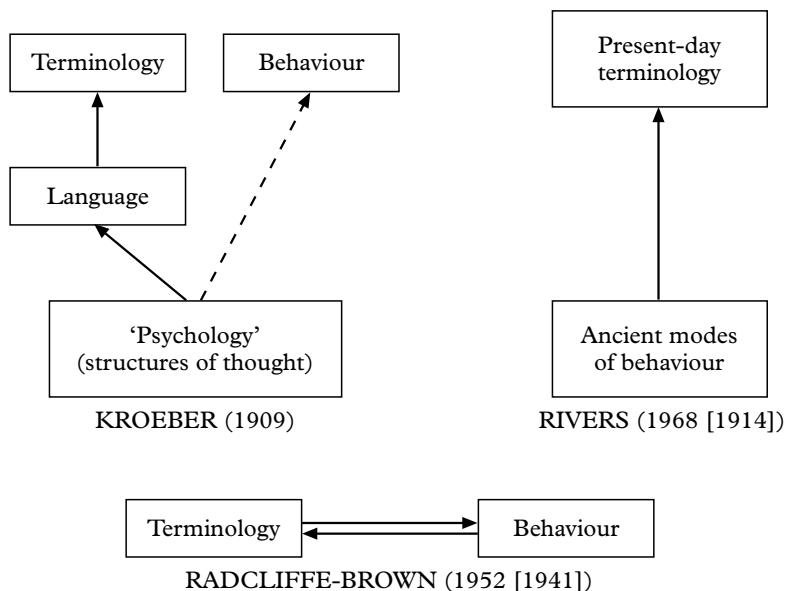 Terminology
Behaviour
Language
‘Psychology’
(structures of thought)
KROEBER (1909)
Present-day
terminology
Ancient modes
of behaviour
RIVERS (1968 [1914])
Terminology
Behaviour
RADCLIFFE-BROWN (1952 [1941])